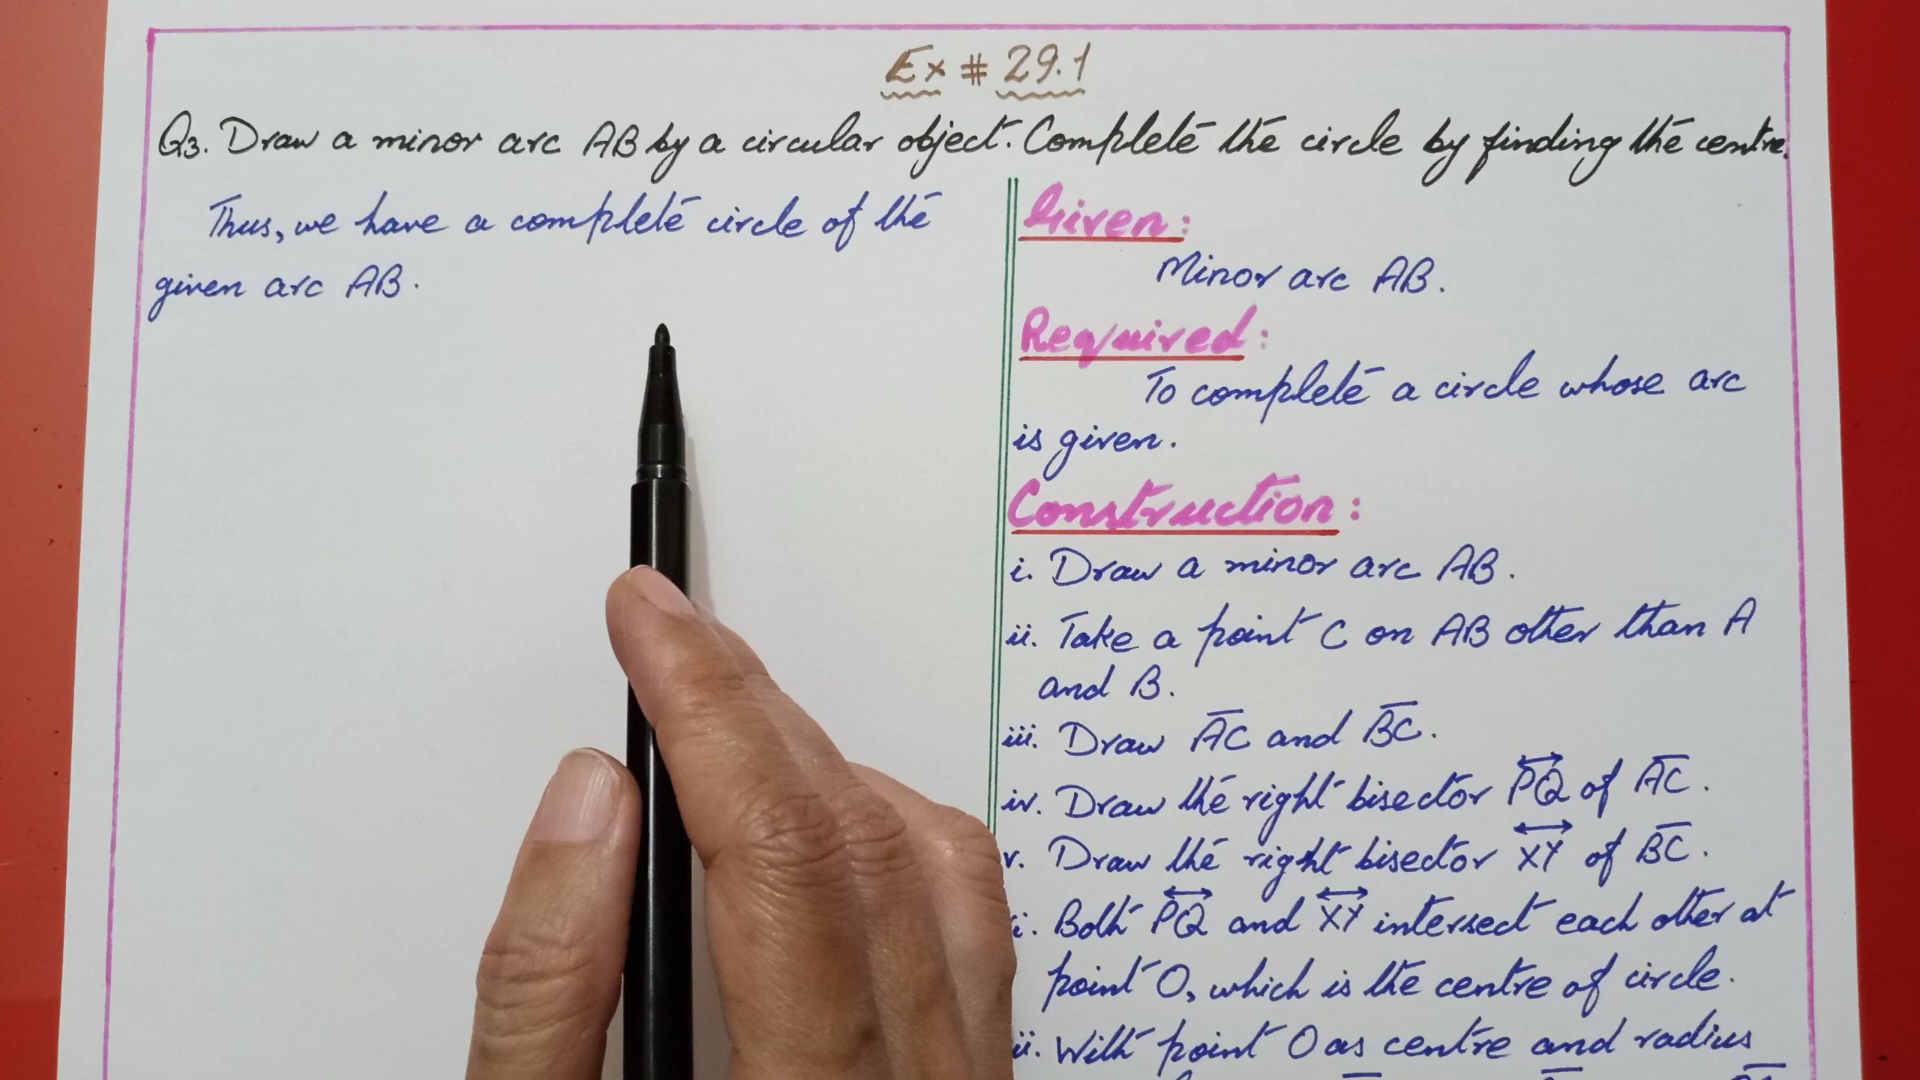 Ex # 29.1
Q3. Draw a minor arc AB by a circular object. Complete the circle by finding the centre.
Thus, we have a complete circle of the
given arc AB.
Given:
Minor arc AB.
Required:
To complete a circle whose arc
is given.
Construction:
i. Draw a minor arc AB.
ii. Take a point C on AB other than A
and B.
iii. Draw A̅C̅ and B̅C̅.
iv. Draw the right bisector PQ of A̅C̅.
v. Draw the right bisector XY of B̅C̅.
i. Both PQ and XY intersect each other at
point O, which is the centre of circle.
ii. With point O as centre and radius